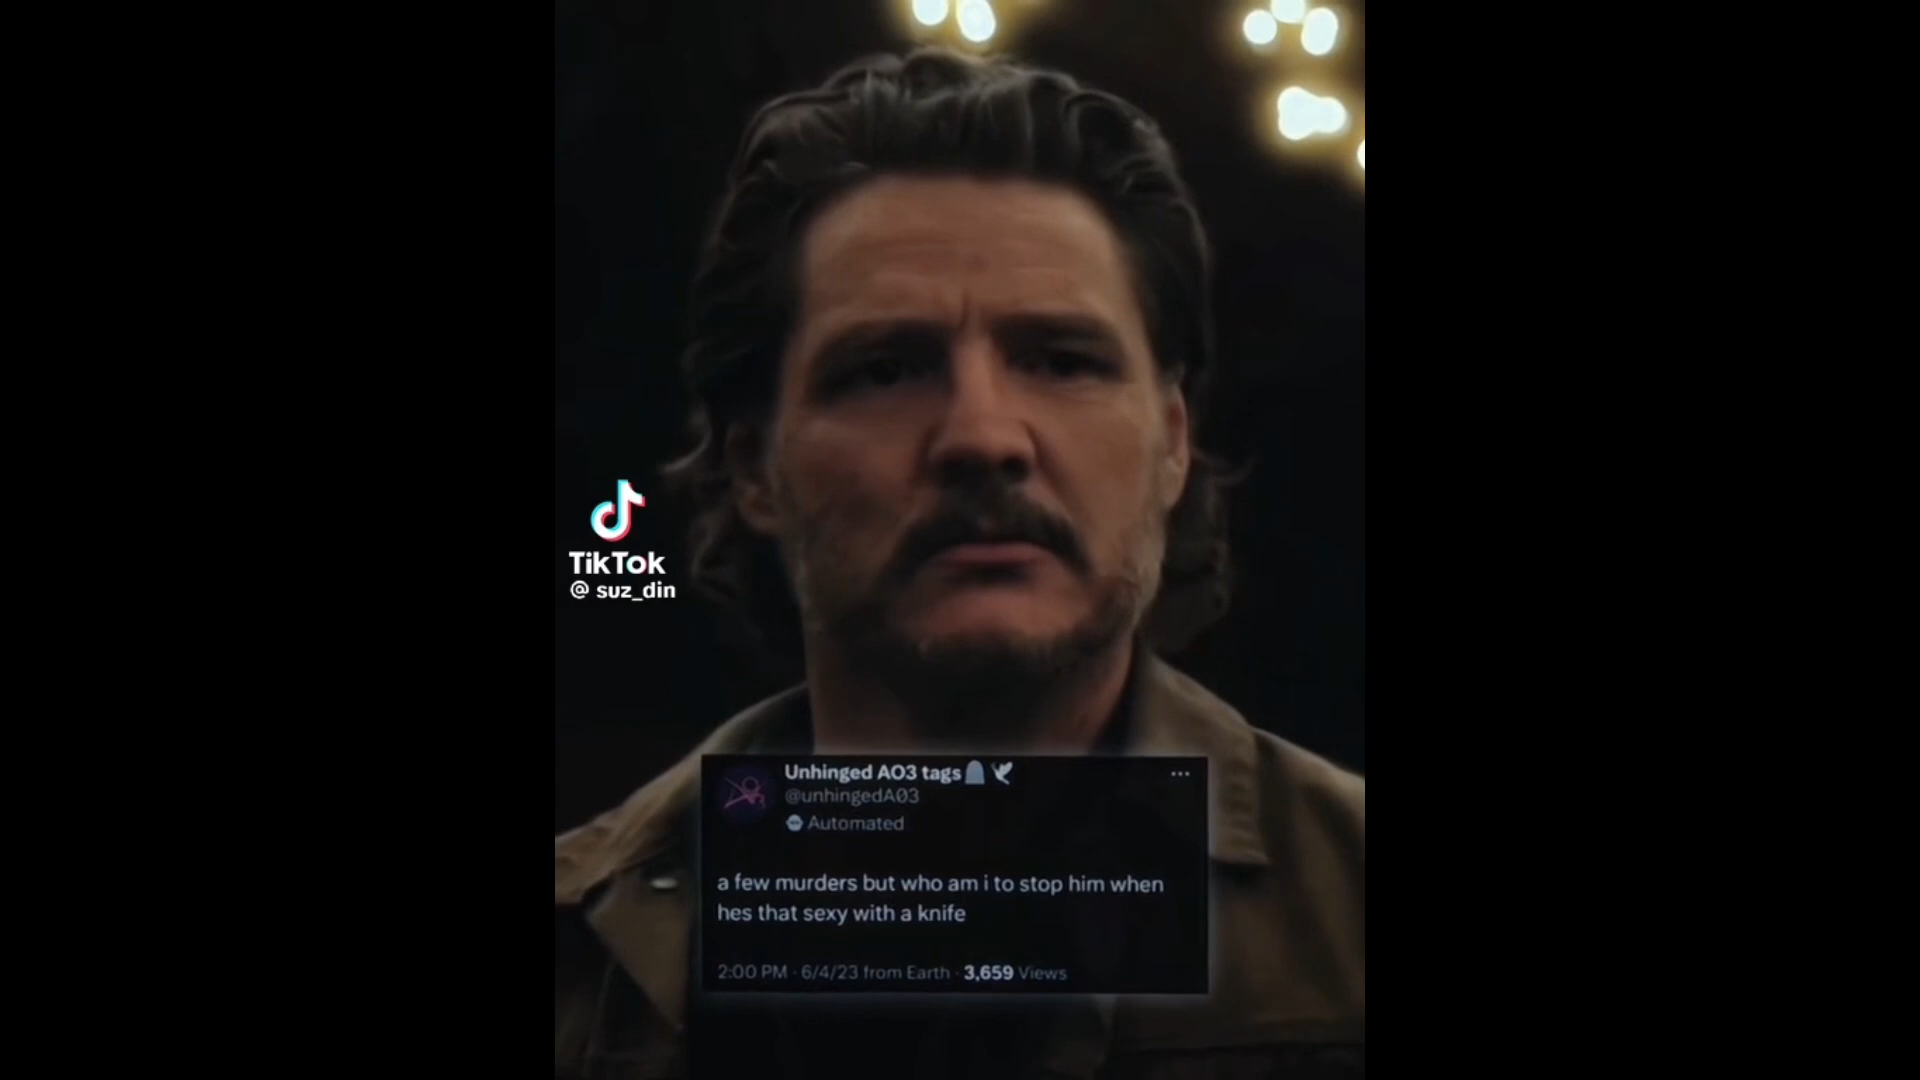 TikTok
@ suz_din
Unhinged AO3 tags
@unhingedA03
Automated
a few murders but who am i to stop him when
hes that sexy with a knife
2:00 PM · 6/4/23 from Earth · 3,659 Views